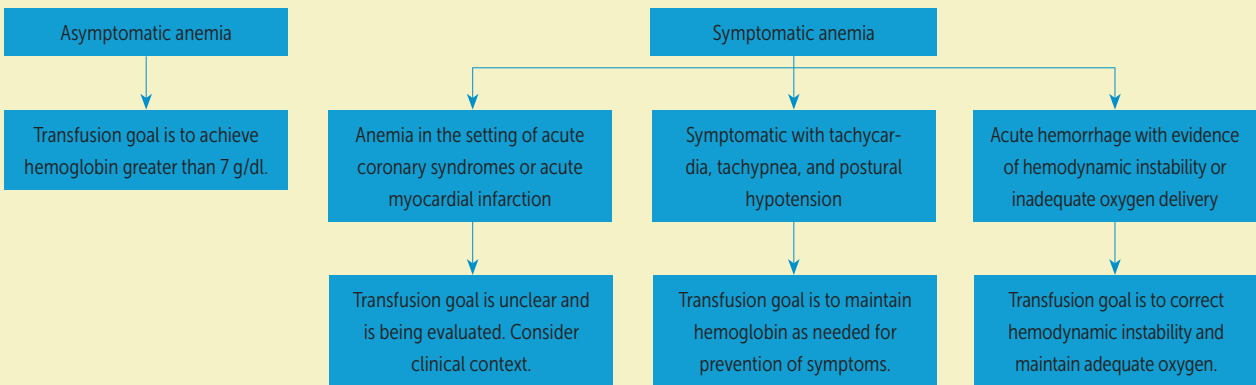 Asymptomatic anemia
Transfusion goal is to achieve
hemoglobin greater than 7 g/dl.
Symptomatic anemia
Anemia in the setting of acute
coronary syndromes or acute
myocardial infarction
Transfusion goal is unclear and
is being evaluated. Consider
clinical context.
Symptomatic with tachycar-
dia, tachypnea, and postural
hypotension
Transfusion goal is to maintain
hemoglobin as needed for
prevention of symptoms.
Acute hemorrhage with evidence
of hemodynamic instability or
inadequate oxygen delivery
Transfusion goal is to correct
hemodynamic instability and
maintain adequate oxygen.